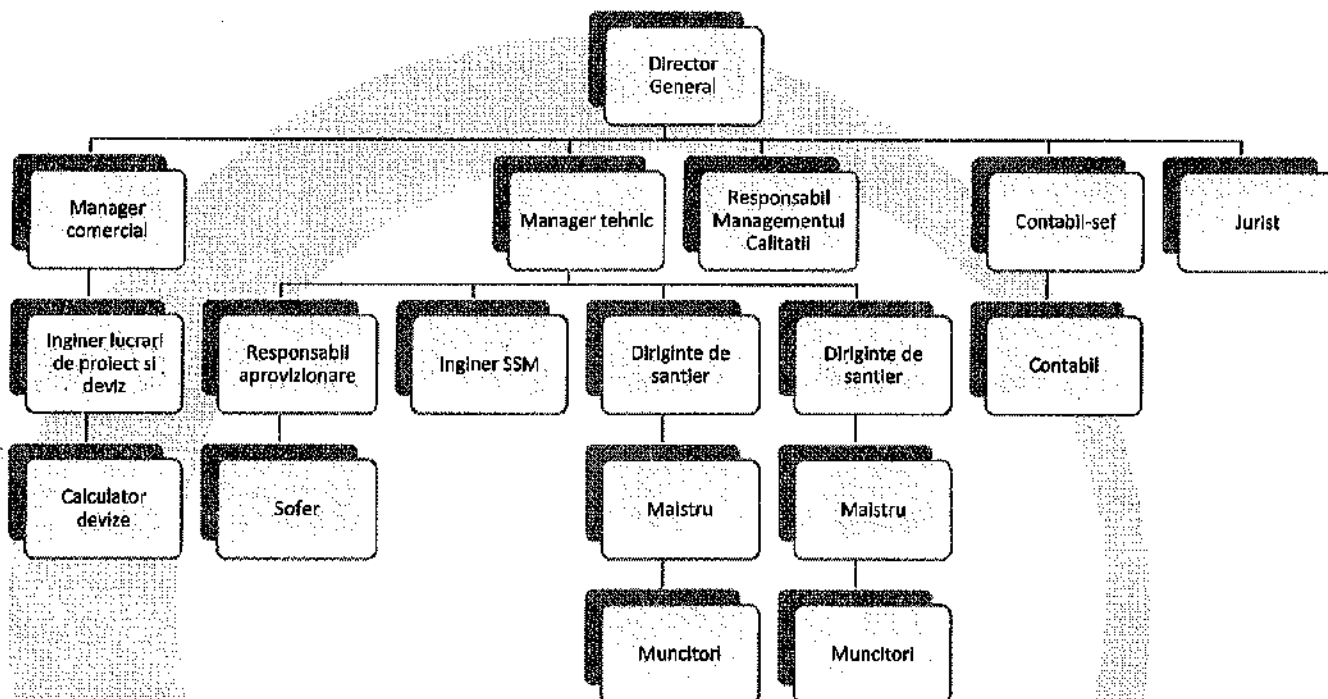 Director
General
Manager
comercial
Manager tehnic
Responsabil
Managementul
Calitatii
Contabil-sef
Jurist
Inginer lucrari
de proiect si
deviz
Responsabil
aprovizionare
Inginer SSM
Diriginte de
santier
Diriginte de
santier
Contabil
Calculator
devize
Sofer
Maistru
Maistru
Muncitori
Muncitori